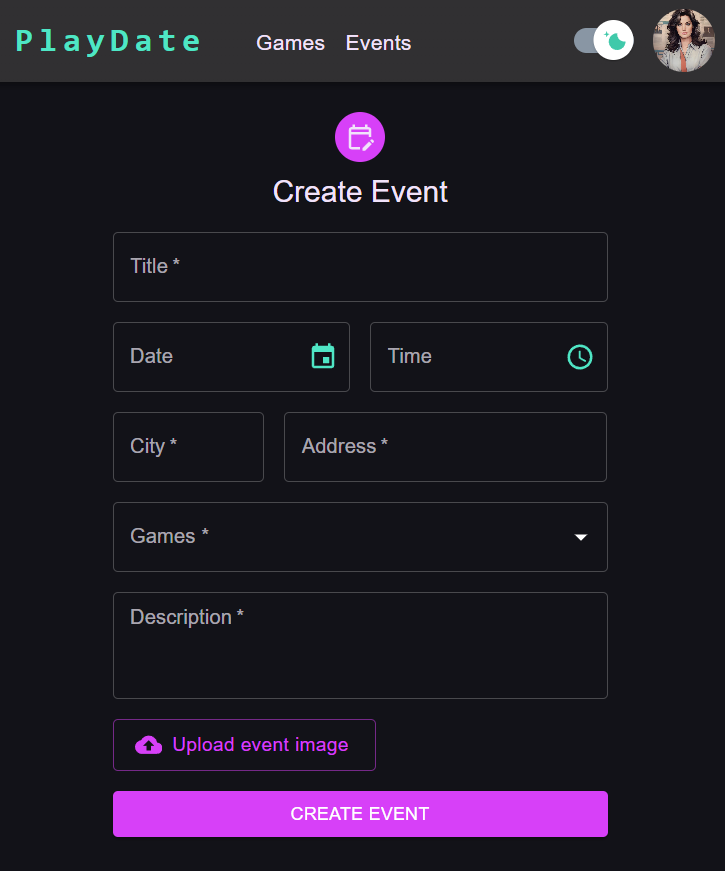 PlayDate
Games Events
Create Event
Title *
Date Time
City * Address *
Games *
Description *
Upload event image
CREATE EVENT